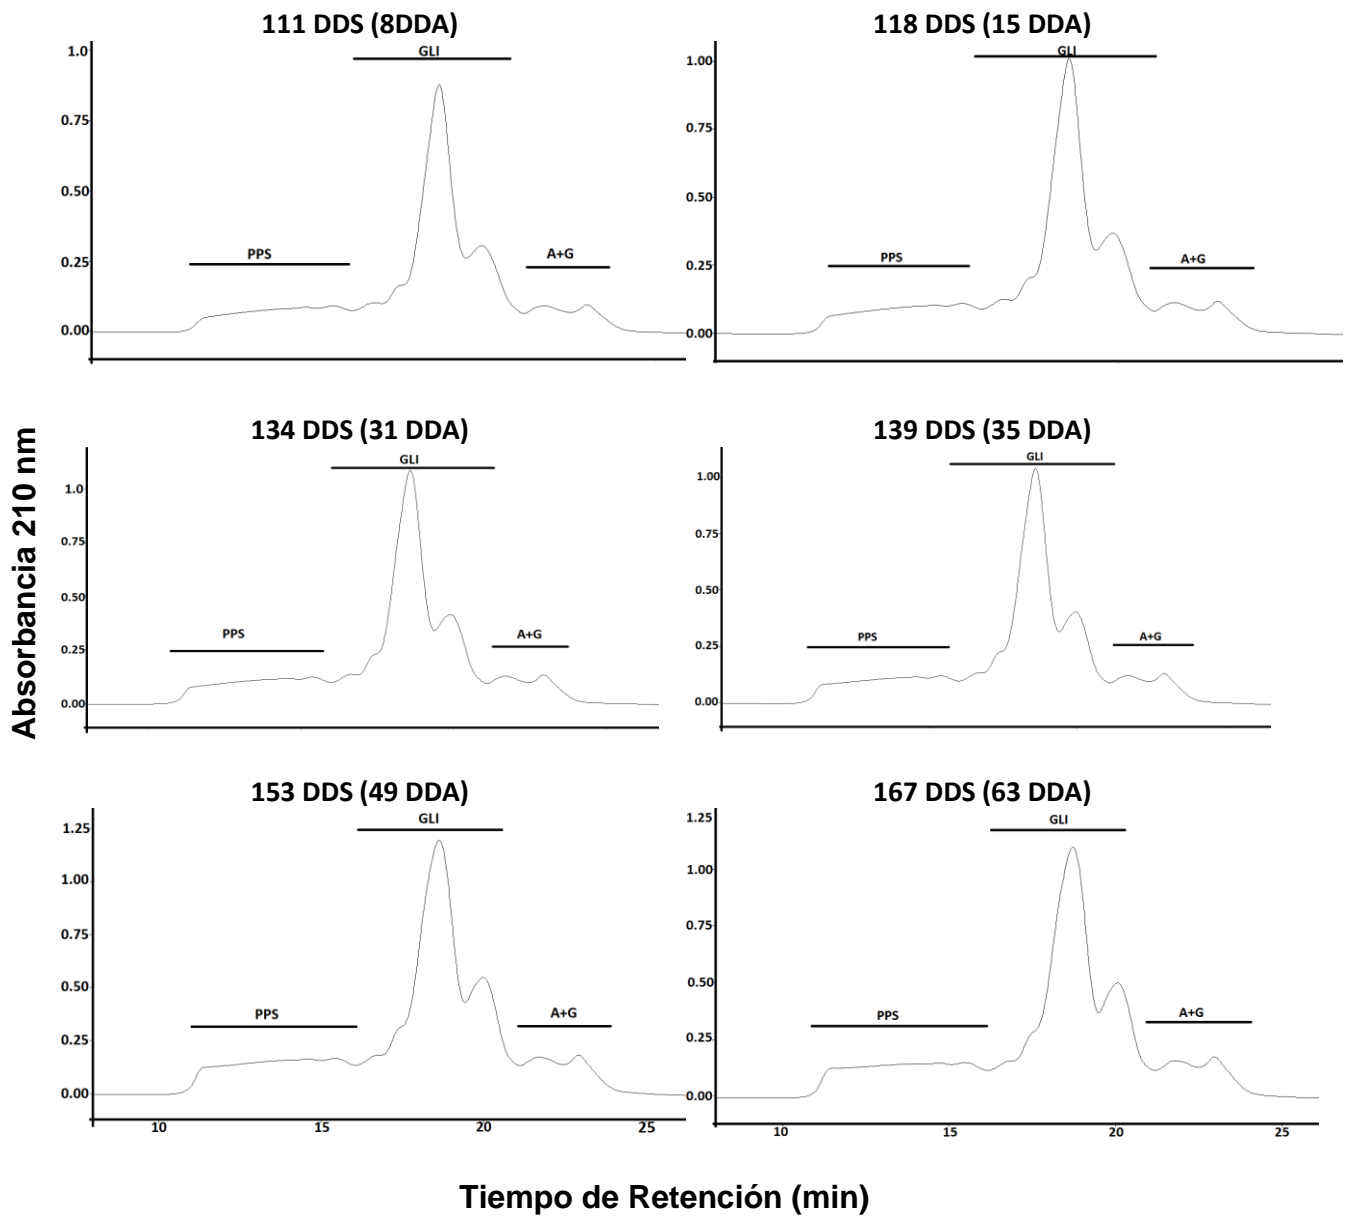 111 DDS (8DDA)
GLI
1.0
0.75
0.50
PPS
A+G
0.25
0.00
118 DDS (15 DDA)
GLI
1.00
0.75
0.50
PPS
A+G
0.25
0.00
Absorbancia 210 nm
134 DDS (31 DDA)
GLI
1.0
0.75
0.50
PPS
A+G
0.25
0.00
139 DDS (35 DDA)
GLI
1.00
0.75
0.50
PPS
A+G
0.25
0.00
153 DDS (49 DDA)
GLI
1.25
1.00
0.75
0.50
PPS
A+G
0.25
0.00
10 15 20 25
167 DDS (63 DDA)
GLI
1.25
1.00
0.75
0.50
PPS
A+G
0.25
0.00
10 15 20 25
Tiempo de Retención (min)